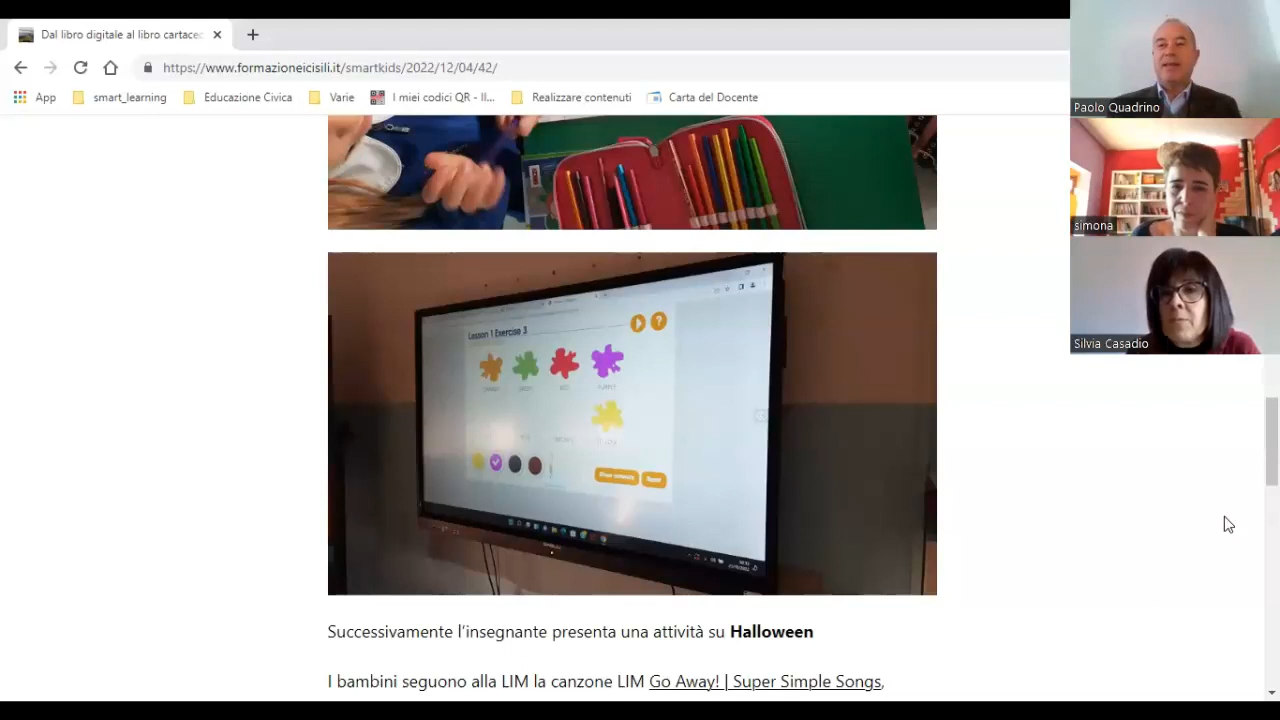 Dal libro digitale al libro cartaceo
https://www.formazioneicisili.it/smartkids/2022/12/04/42/
App
smart_learning
Educazione Civica
Varie
I miei codici QR - Il...
Realizzare contenuti
Carta del Docente
Paolo Quadrino
simona
Silvia Casadio
Lesson 1 Exercise 3
?
Successivamente l'insegnante presenta una attività su Halloween
I bambini seguono alla LIM la canzone LIM Go Away! | Super Simple Songs,